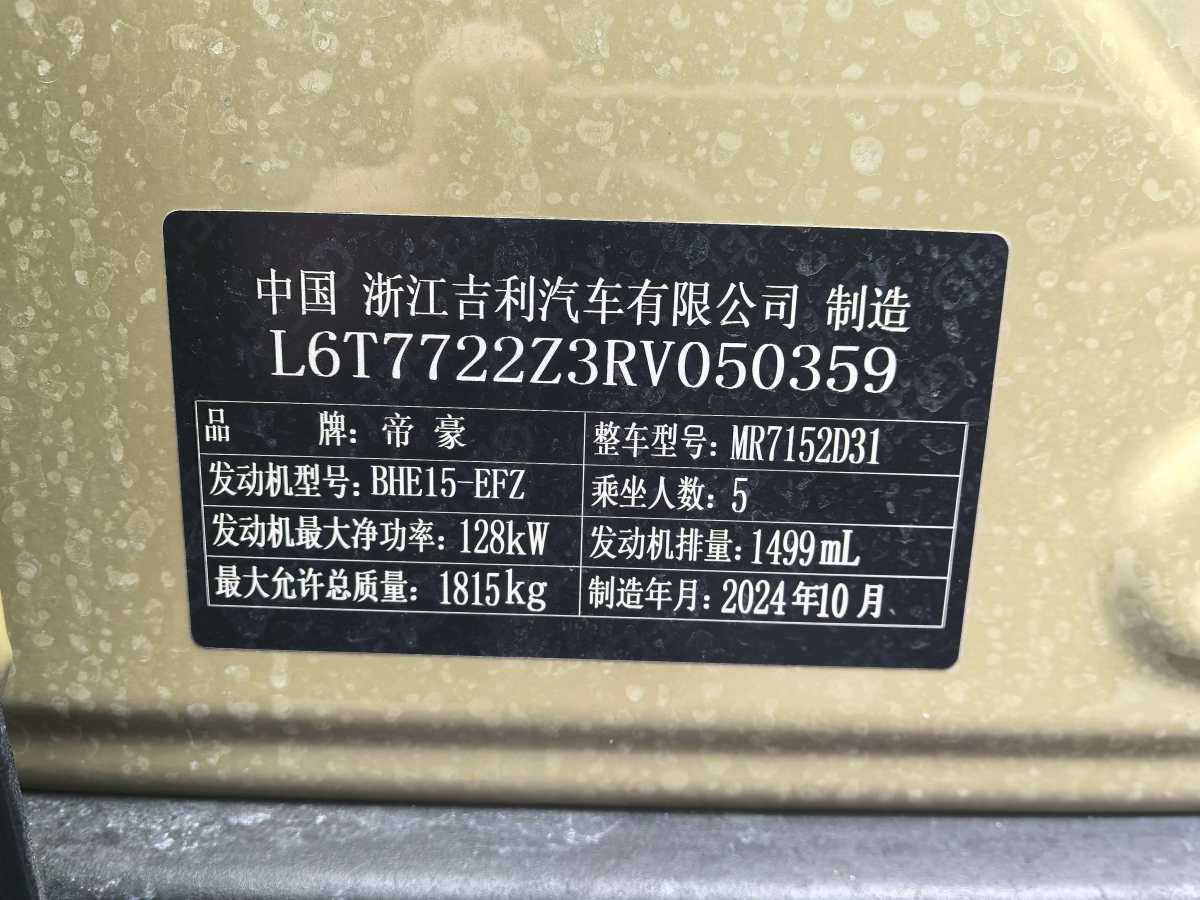 中国 浙江吉利汽车有限公司 制造
L6T7722Z3RV050359
品 牌：帝豪 整车型号：MR7152D31
发动机型号：BHE15-EFZ 乘坐人数：5
发动机最大净功率：128kW 发动机排量：1499mL
最大允许总质量：1815kg 制造年月：2024年10月